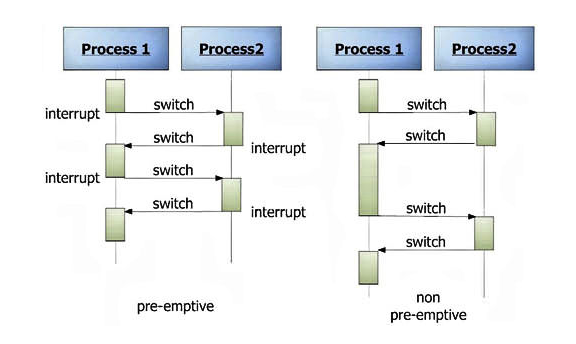 Process 1
Process2
interrupt
switch
switch
interrupt
interrupt
switch
switch
interrupt
pre-emptive
Process 1
Process2
switch
switch
switch
switch
non
pre-emptive